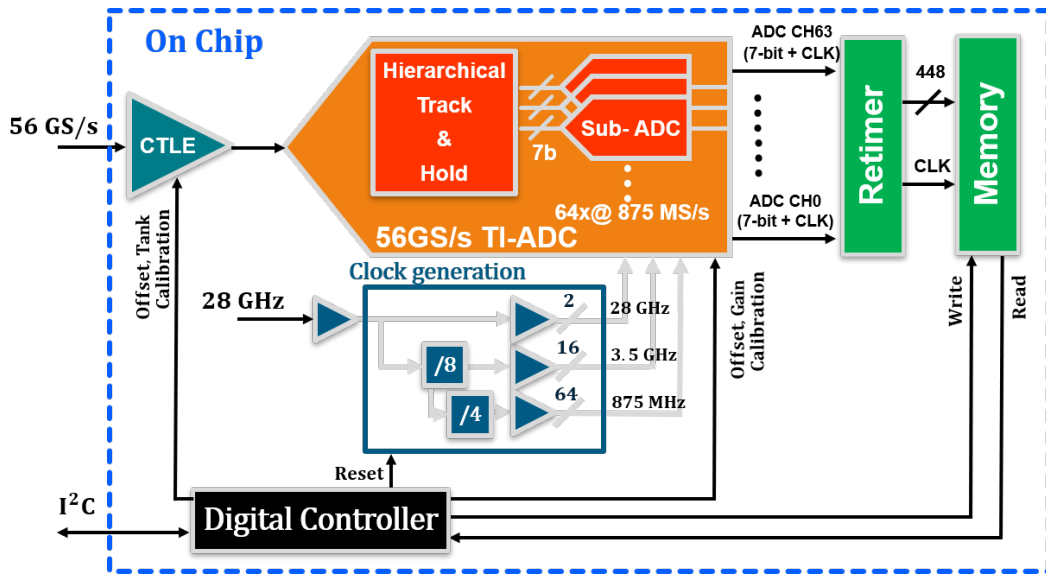 On Chip
56 GS/s
CTLE
Hierarchical
Track
&
Hold
7b
Sub- ADC
64x@ 875 MS/s
56GS/s TI-ADC
ADC CH63
(7-bit + CLK)
ADC CH0
(7-bit + CLK)
Retimer
448
CLK
Memory
Offset, Tank
Calibration
Clock generation
28 GHz
2
28 GHz
/8
16
3.5 GHz
/4
64
875 MHz
Offset, Gain
Calibration
Write
Read
Reset
I²C
Digital Controller